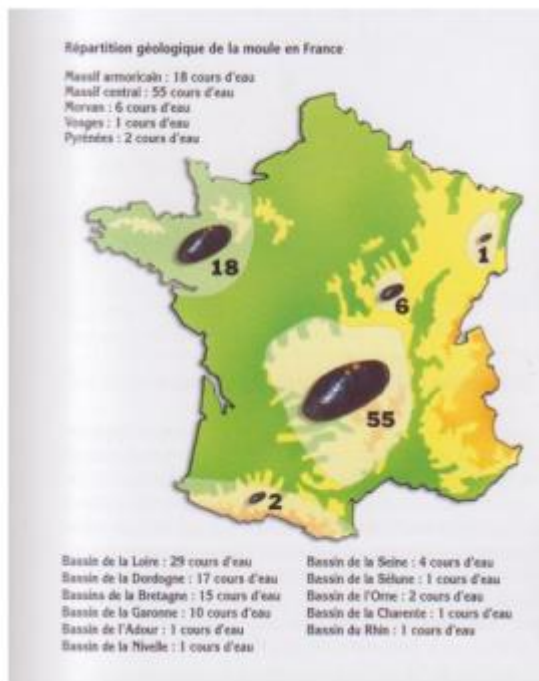 Répartition géologique de la moule en France
Massif armoricain : 18 cours d'eau
Massif central : 55 cours d'eau
Morvan : 6 cours d'eau
Vosges : 1 cours d'eau
Pyrénées : 2 cours d'eau
18
1
6
55
2
Bassin de la Loire : 29 cours d'eau
Bassin de la Dordogne : 17 cours d'eau
Bassins de la Bretagne : 15 cours d'eau
Bassin de la Garonne : 10 cours d'eau
Bassin de l'Adour : 1 cours d'eau
Bassin de la Nivelle : 1 cours d'eau
Bassin de la Seine : 4 cours d'eau
Bassin de la Sélune : 1 cours d'eau
Bassin de l'Orne : 2 cours d'eau
Bassin de la Charente : 1 cours d'eau
Bassin du Rhin : 1 cours d'eau